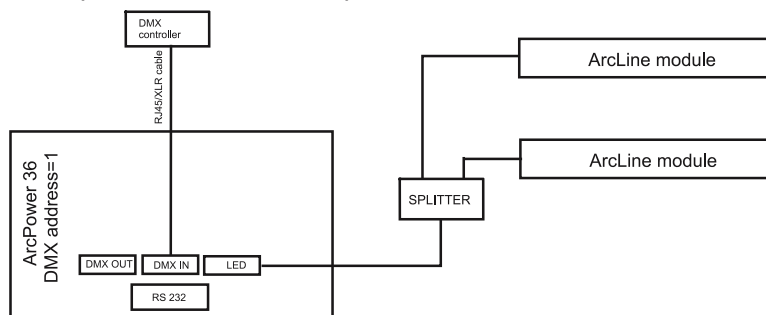 DMX
controller
RJ45/XLR cable
ArcLine module
ArcLine module
SPLITTER
ArcPower 36
DMX address=1
DMX OUT
DMX IN
LED
RS 232